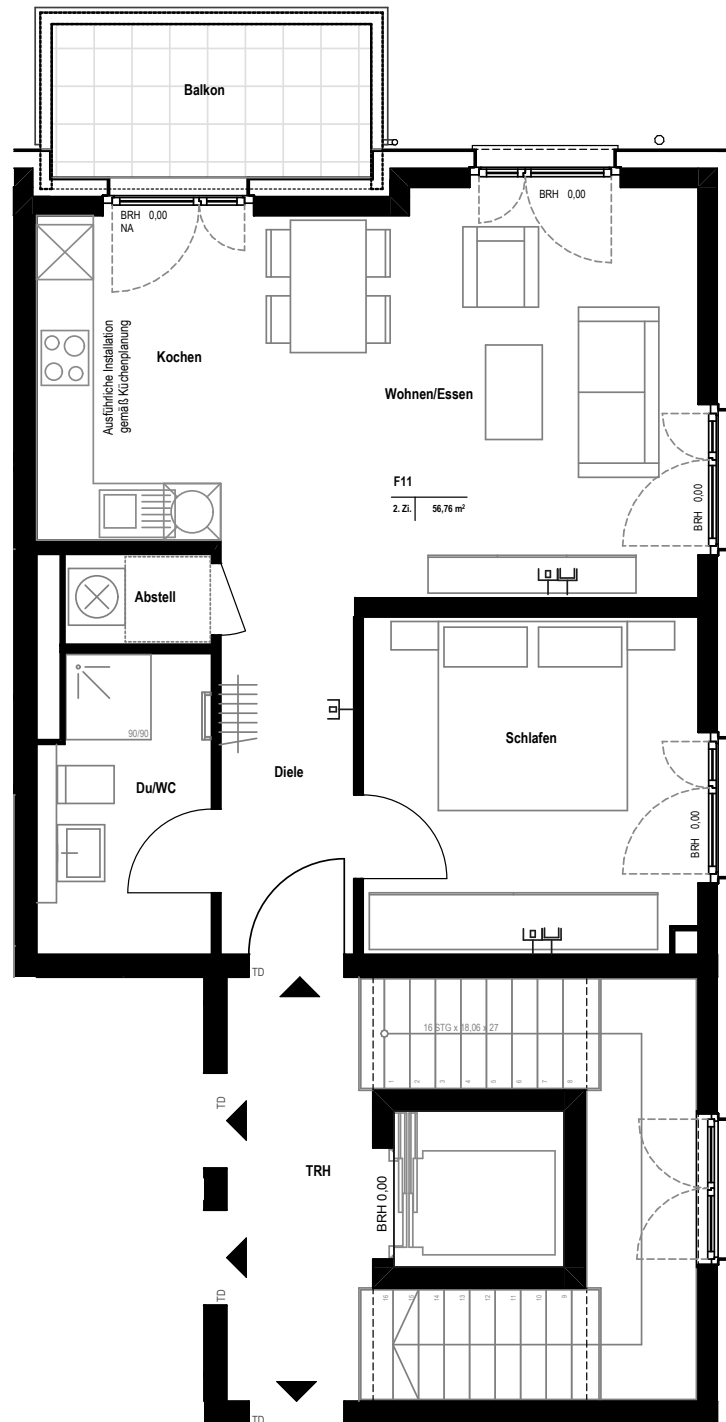 Balkon
BRH 0,00
NA
BRH 0,00
Ausführliche Installation
gemäß Küchenplanung
Kochen
Wohnen/Essen
F11
2. Zi. 56,76 m²
BRH 0,00
Abstell
90/90
Du/WC
Diele
Schlafen
BRH 0,00
TD
16 STG x 18,06 x 27
1 2 3 4 5 6 7 8
TD
TRH
BRH 0,00
TD
16 15 14 13 12 11 10 9
TD